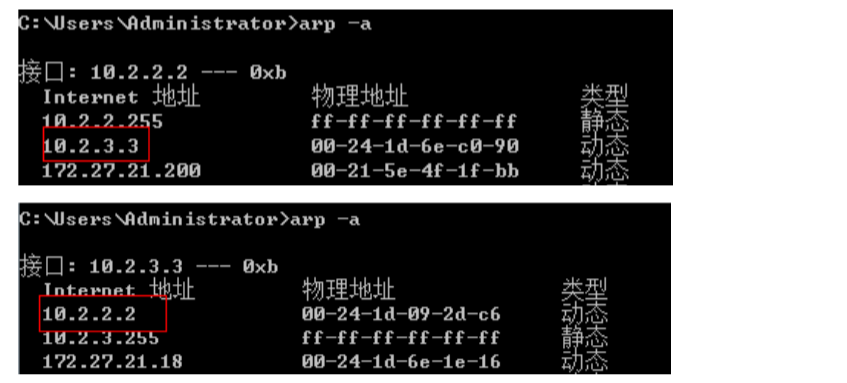 C:\Users\Administrator>arp -a
接口: 10.2.2.2 --- 0xb
Internet 地址 物理地址 类型
10.2.2.255 ff-ff-ff-ff-ff-ff 静态
10.2.3.3 00-24-1d-6e-c0-90 动态
172.27.21.200 00-21-5e-4f-1f-bb 动态
C:\Users\Administrator>arp -a
接口: 10.2.3.3 --- 0xb
Internet 地址 物理地址 类型
10.2.2.2 00-24-1d-09-2d-c6 动态
10.2.3.255 ff-ff-ff-ff-ff-ff 静态
172.27.21.18 00-24-1d-6e-1e-16 动态